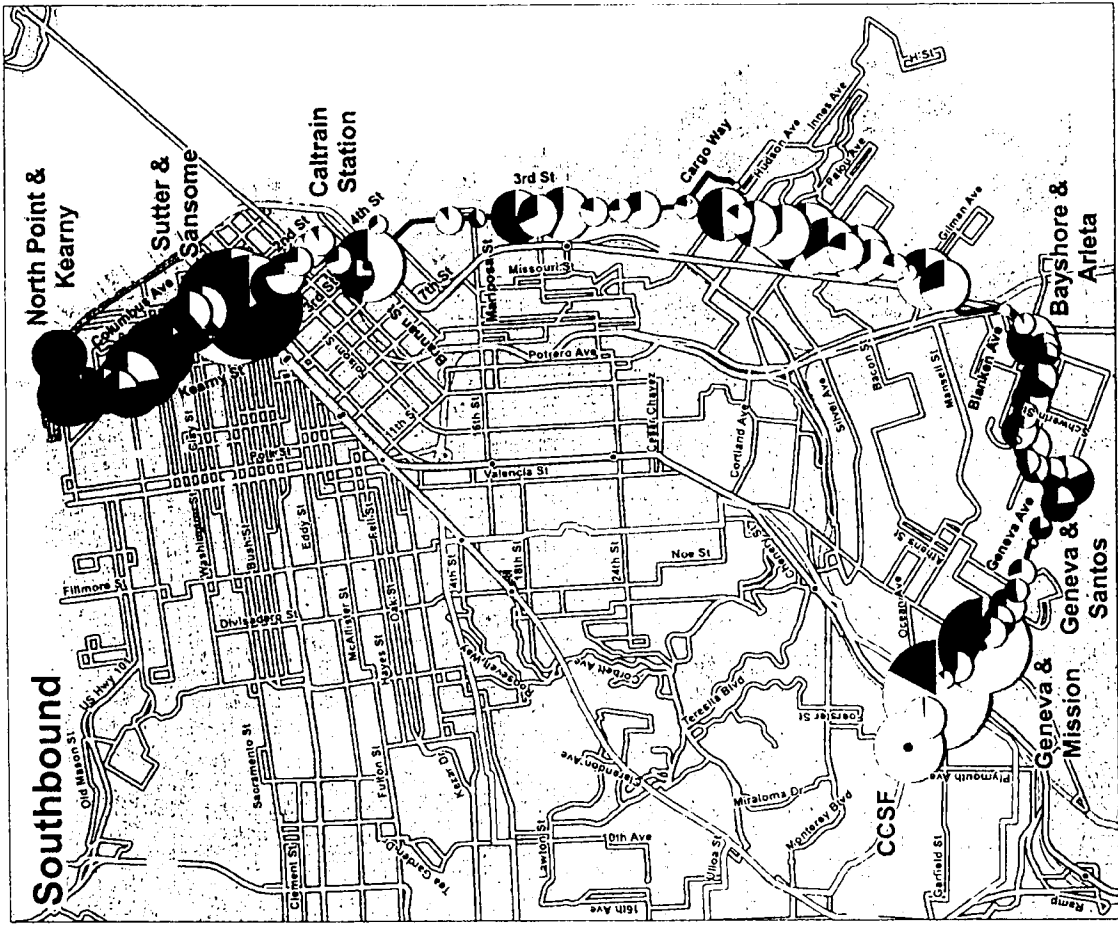 Southbound
North Point &
Kearny
Sutter &
Sansome
Caltrain
Station
Bayshore &
Arleta
Geneva &
Santos
Geneva &
Mission
CCSF
Columbus Ave
Kearny St
2nd St
3rd St
4th St
7th St
Folsom St
Brannan St
Mariposa St
Missouri St
3rd St
Cargo Way
Hudson Ave
Innes Ave
Palou Ave
Gilman Ave
Potrero Ave
16th St
Cesar Chavez
Valencia St
Cortland Ave
Silver Ave
Bacon St
Mansell St
Blanken Ave
Geneva Ave
Athens St
Ocean Ave
Clay St
Polk St
Washington St
Bush St
Eddy St
Fell St
Fillmore St
Divisadero St
McAllister St
Hayes St
Oak St
14th St
18th St
24th St
Noe St
Corbett Ave
Teresita Blvd
Foerster St
Clarendon Ave
Miraloma Dr
Monterey Blvd
Plymouth Ave
Garfield St
US Hwy 101
Old Mason St
Sacramento St
Clement St
Fulton St
Tea Garden Dr
Lawton St
16th Ave
Ulloa St
Ramp